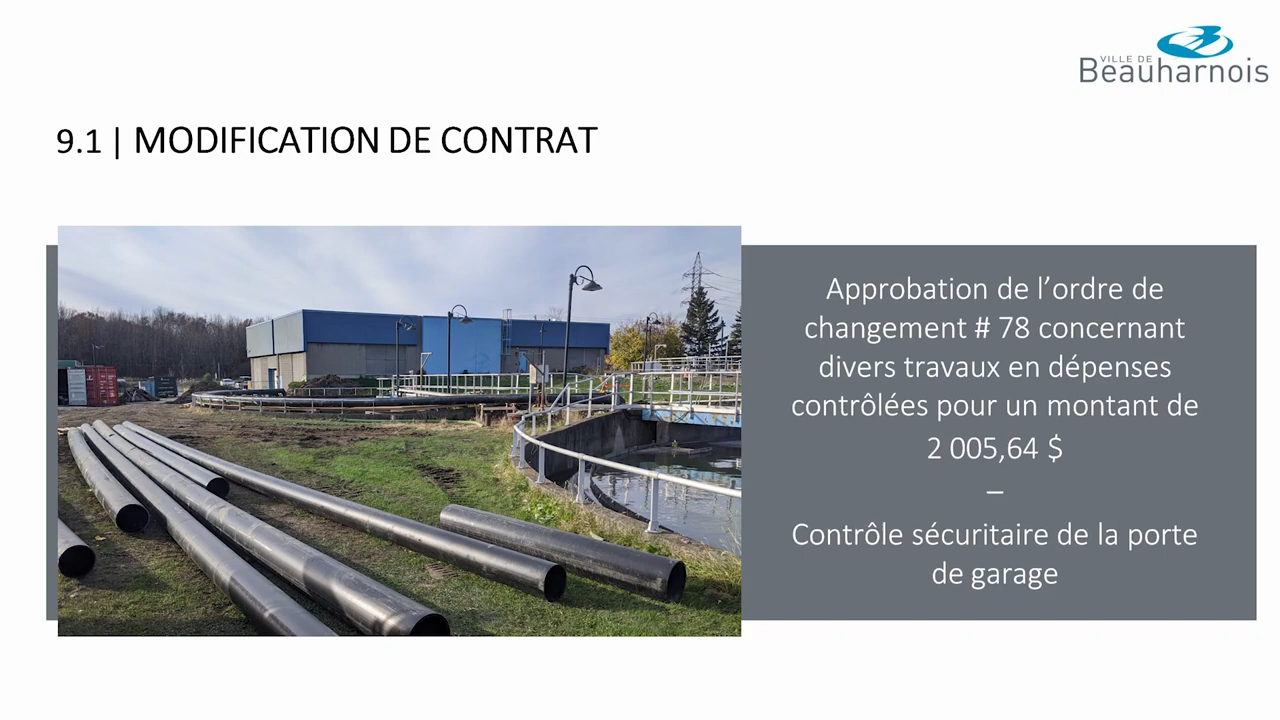 VILLE DE
Beauharnois
9.1 | MODIFICATION DE CONTRAT
Approbation de l’ordre de
changement # 78 concernant
divers travaux en dépenses
contrôlées pour un montant de
2 005,64 $
–
Contrôle sécuritaire de la porte
de garage